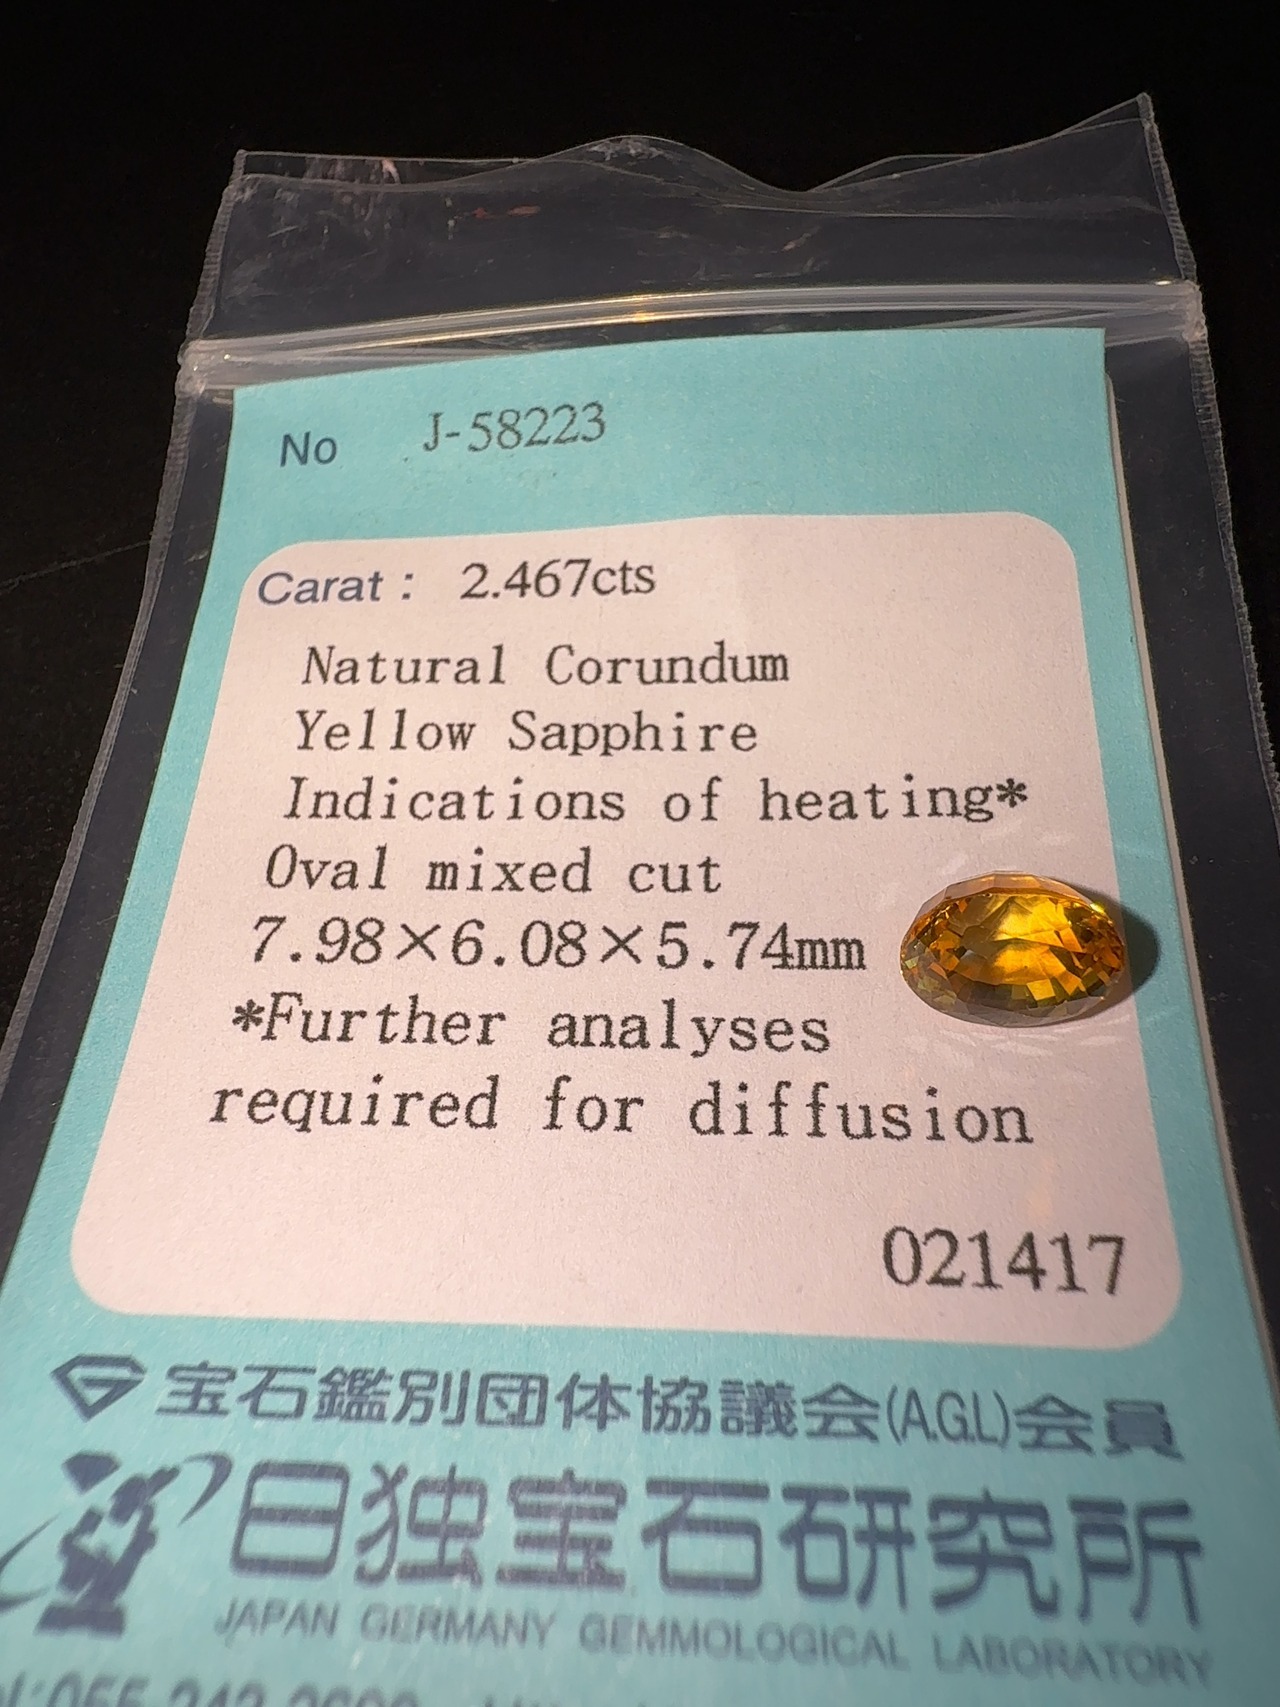 No J-58223
Carat : 2.467cts
Natural Corundum
Yellow Sapphire
Indications of heating*
Oval mixed cut
7.98×6.08×5.74mm
*Further analyses
required for diffusion
021417
宝石鑑別団体協議会(A.G.L)会員
日独宝石研究所
JAPAN GERMANY GEMMOLOGICAL LABORATORY